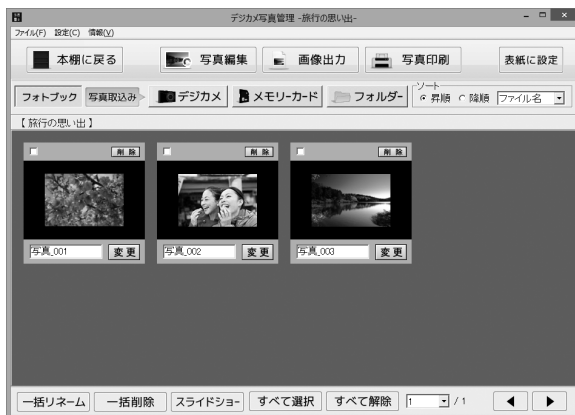 デジカメ写真管理 -旅行の思い出-
ファイル(F) 設定(C) 情報(V)
本棚に戻る 写真編集 画像出力 写真印刷 表紙に設定
フォトブック 写真取込み デジカメ メモリーカード フォルダー ソート 昇順 降順 ファイル名
【 旅行の思い出 】
削除 削除 削除
写真_001 変更 写真_002 変更 写真_003 変更
一括リネーム 一括削除 スライドショー すべて選択 すべて解除 1 / 1